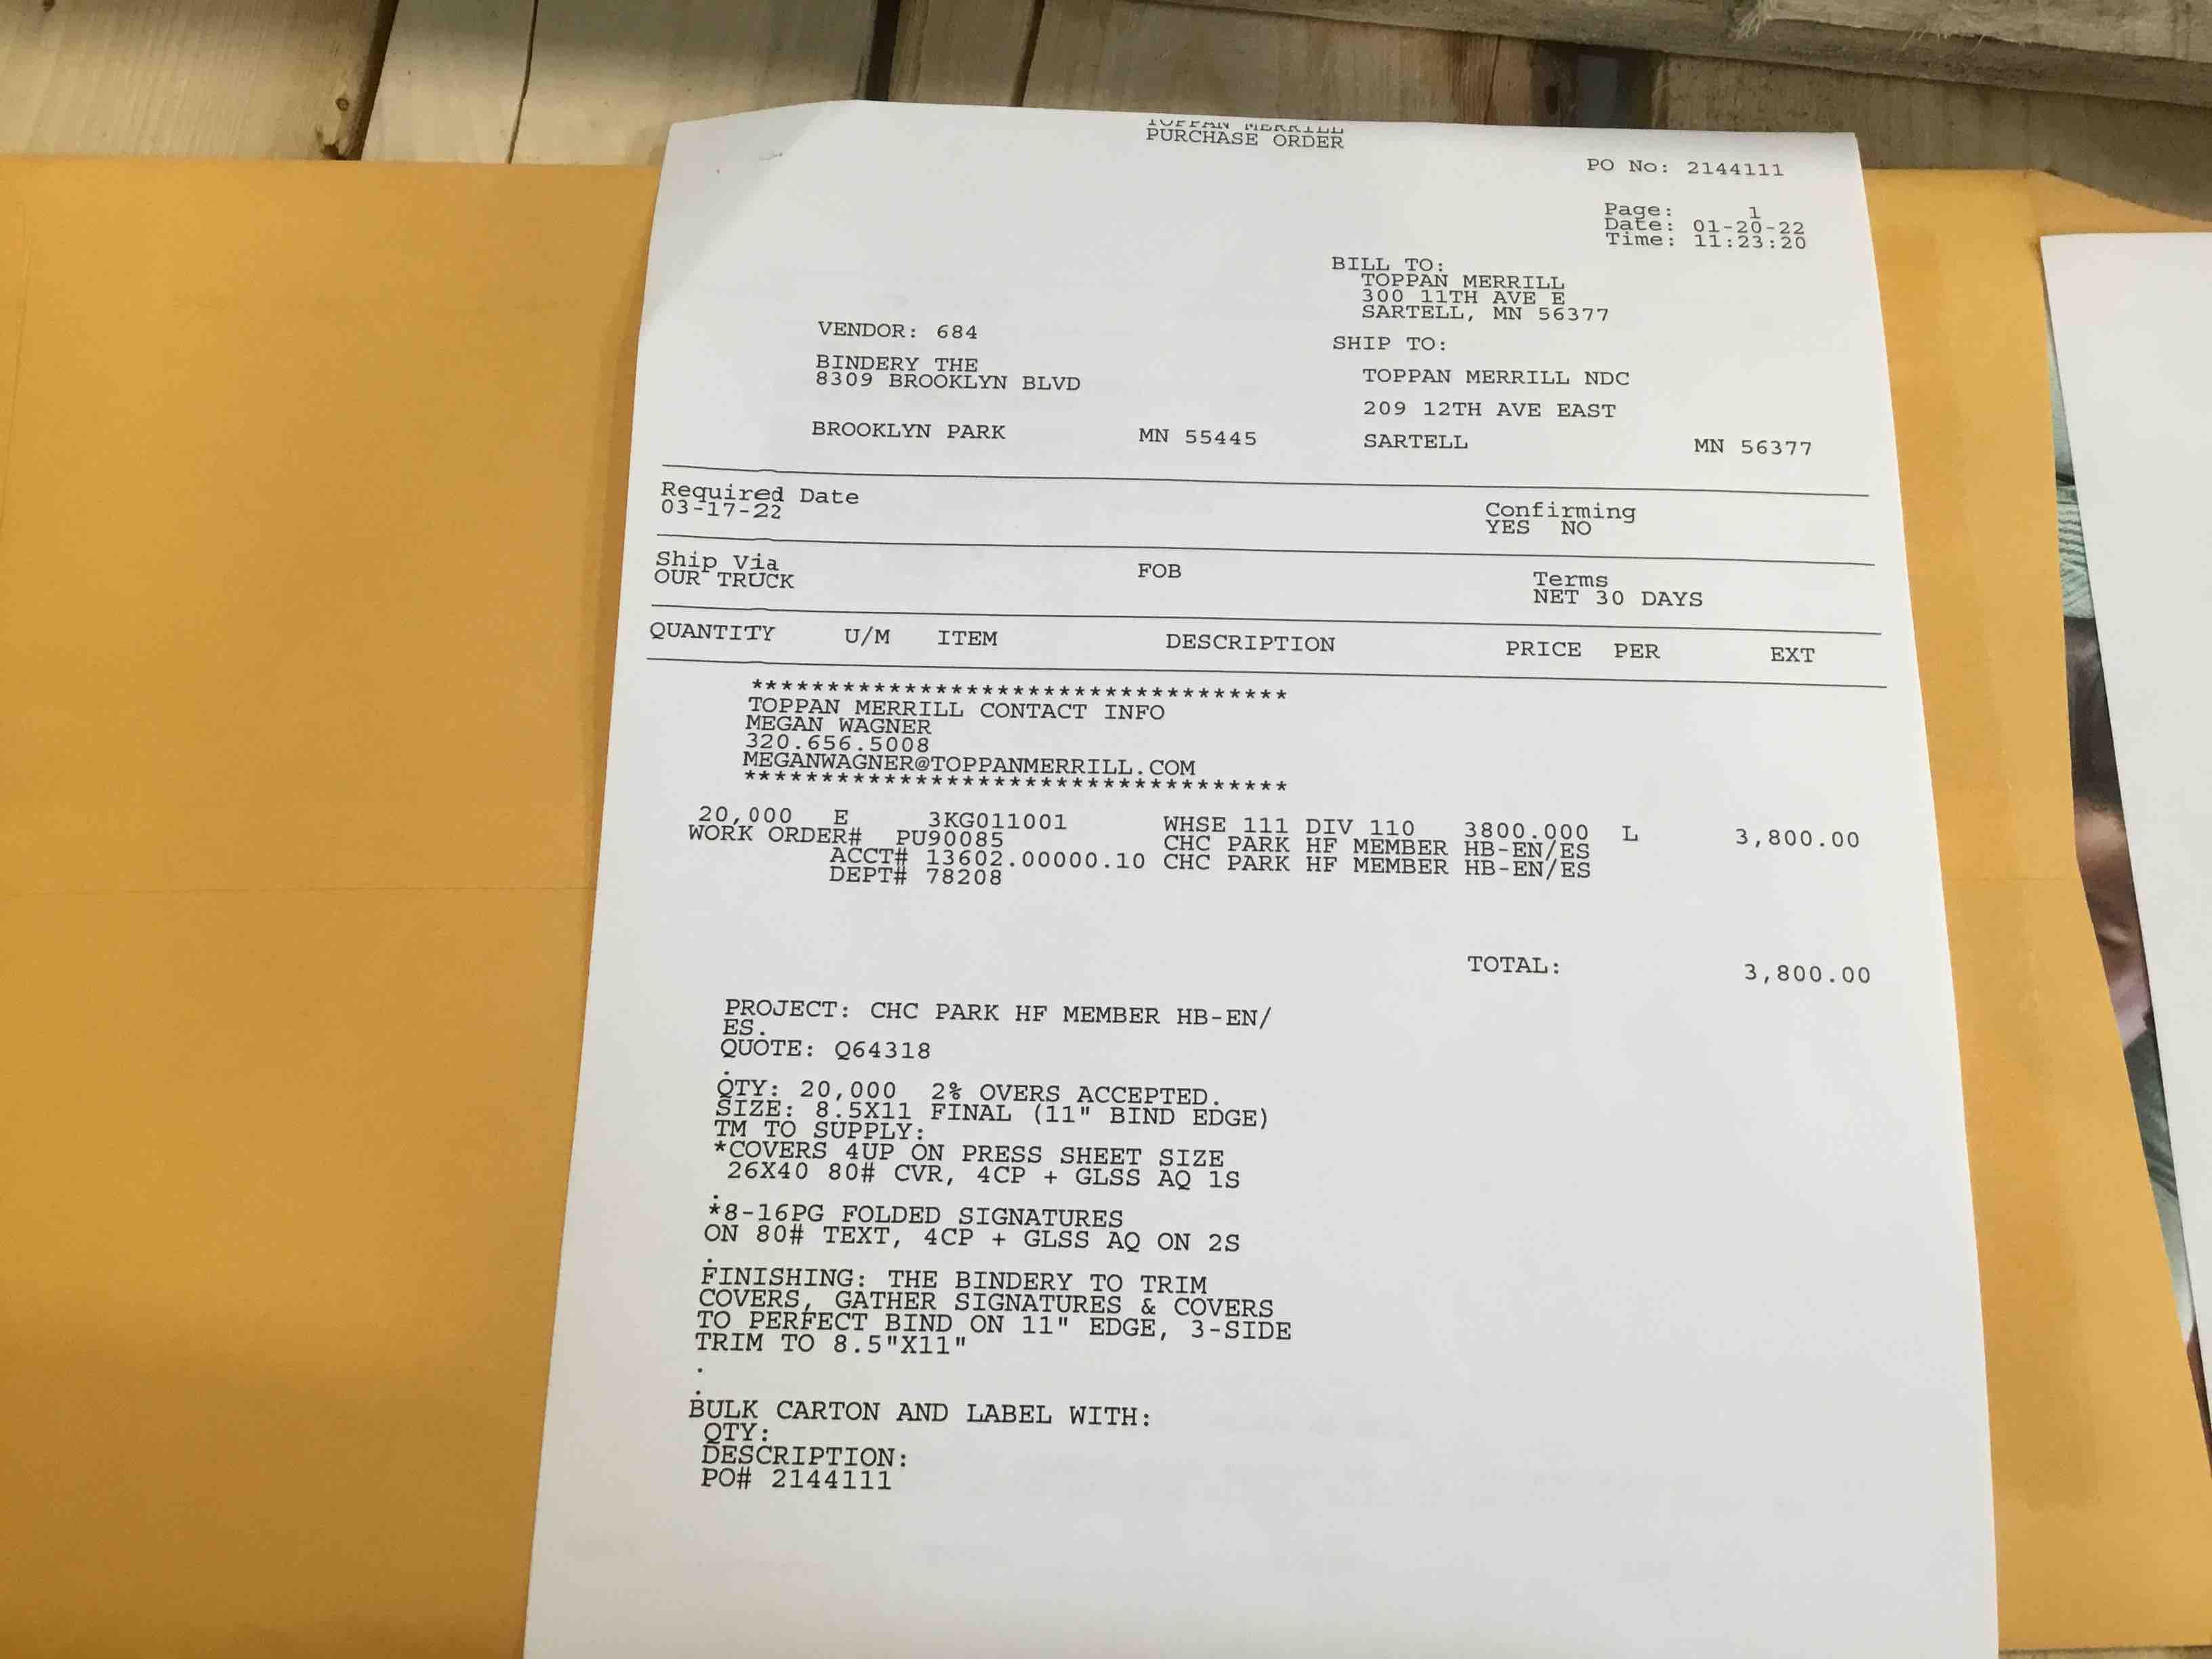 TOPPAN MERRILL
PURCHASE ORDER
PO No: 2144111
Page: 1
Date: 01-20-22
Time: 11:23:20
BILL TO:
TOPPAN MERRILL
300 11TH AVE E
SARTELL, MN 56377
VENDOR: 684
BINDERY THE
8309 BROOKLYN BLVD
BROOKLYN PARK MN 55445
SHIP TO:
TOPPAN MERRILL NDC
209 12TH AVE EAST
SARTELL MN 56377
Required Date
03-17-22
Confirming
YES NO
Ship Via
OUR TRUCK
FOB
Terms
NET 30 DAYS
QUANTITY U/M ITEM DESCRIPTION PRICE PER EXT
***********************************
TOPPAN MERRILL CONTACT INFO
MEGAN WAGNER
320.656.5008
MEGANWAGNER@TOPPANMERRILL.COM
***********************************
20,000 E 3KG011001 WHSE 111 DIV 110 3800.000 L 3,800.00
WORK ORDER# PU90085 CHC PARK HF MEMBER HB-EN/ES
ACCT# 13602.00000.10 CHC PARK HF MEMBER HB-EN/ES
DEPT# 78208
TOTAL: 3,800.00
PROJECT: CHC PARK HF MEMBER HB-EN/
ES.
QUOTE: Q64318
.
QTY: 20,000 2% OVERS ACCEPTED.
SIZE: 8.5X11 FINAL (11" BIND EDGE)
TM TO SUPPLY:
*COVERS 4UP ON PRESS SHEET SIZE
26X40 80# CVR, 4CP + GLSS AQ 1S
.
*8-16PG FOLDED SIGNATURES
ON 80# TEXT, 4CP + GLSS AQ ON 2S
.
FINISHING: THE BINDERY TO TRIM
COVERS, GATHER SIGNATURES & COVERS
TO PERFECT BIND ON 11" EDGE, 3-SIDE
TRIM TO 8.5"X11"
.
.
BULK CARTON AND LABEL WITH:
QTY:
DESCRIPTION:
PO# 2144111